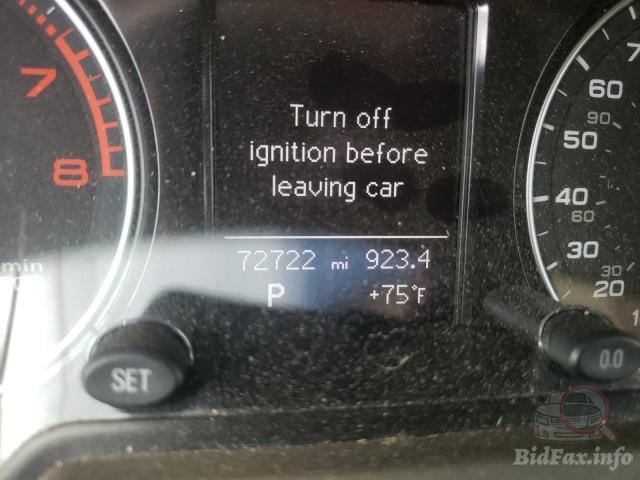 7
8
min
Turn off
ignition before
leaving car
72722 mi 923.4
P +75°F
SET
60
90
50
40
60
30
30
20
0.0
BidFax.info